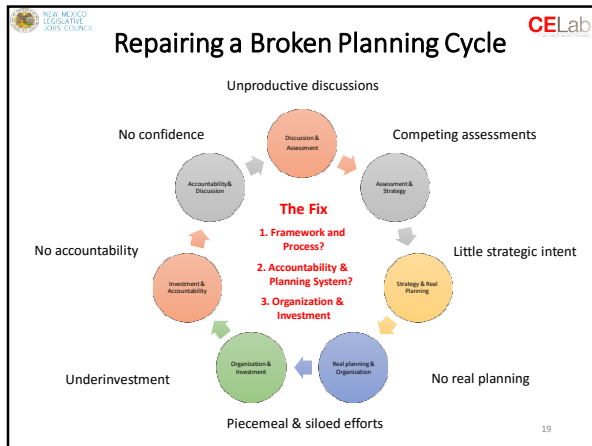 NEW MEXICO
LEGISLATIVE
JOBS COUNCIL
CELab
Repairing a Broken Planning Cycle
Unproductive discussions
No confidence
Discussion &
Assessment
Competing assessments
Accountability &
Discussion
Assessment
& Strategy
The Fix
1. Framework and
Process?
2. Accountability &
Planning System?
3. Organization &
Investment
No accountability
Little strategic intent
Investment &
Accountability
Strategy & Real
Planning
Organization &
Investment
Real planning &
Organization
Underinvestment
No real planning
Piecemeal & siloed efforts
19